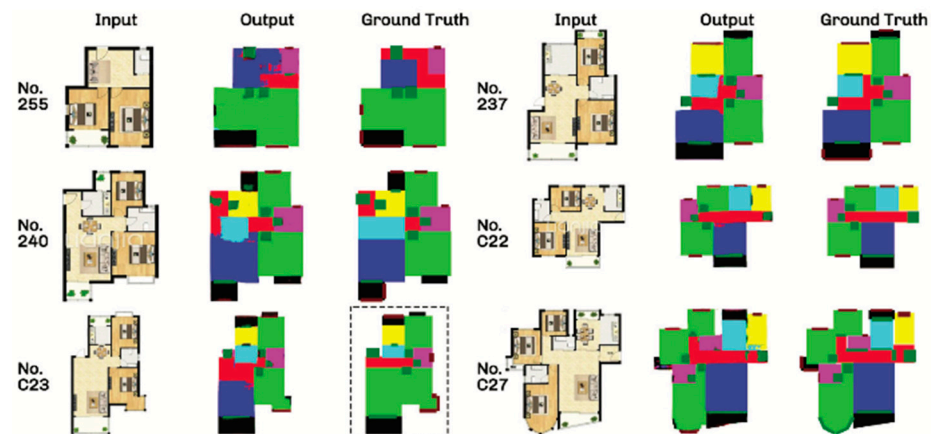 Input Output Ground Truth Input Output Ground Truth
No.
255
No.
237
No.
240
No.
C22
No.
C23
No.
C27